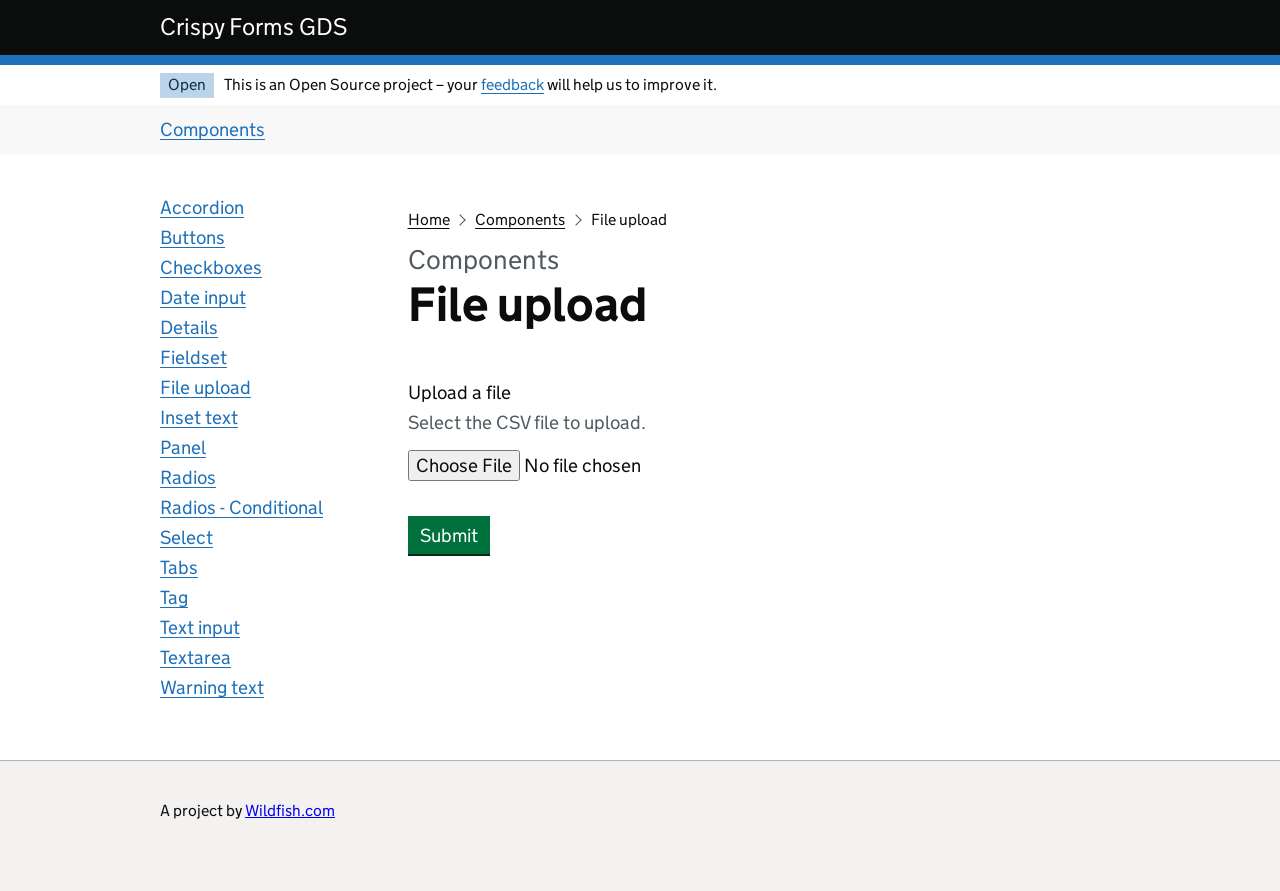 Crispy Forms GDS
Open This is an Open Source project – your feedback will help us to improve it.
Components
Accordion
Buttons
Checkboxes
Date input
Details
Fieldset
File upload
Inset text
Panel
Radios
Radios - Conditional
Select
Tabs
Tag
Text input
Textarea
Warning text
Home Components File upload
Components
File upload
Upload a file
Select the CSV file to upload.
Choose File No file chosen
Submit
A project by Wildfish.com